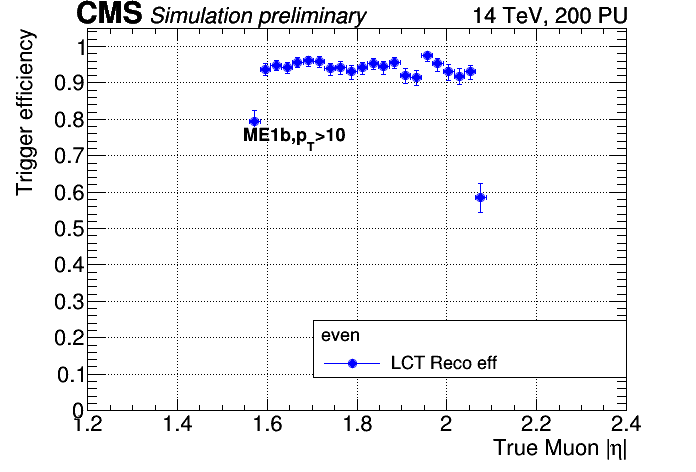 CMS Simulation preliminary 14 TeV, 200 PU
Trigger efficiency
1
0.9
0.8
0.7
0.6
0.5
0.4
0.3
0.2
0.1
0
ME1b,p_T>10
even
LCT Reco eff
1.2 1.4 1.6 1.8 2 2.2 2.4
True Muon |η|